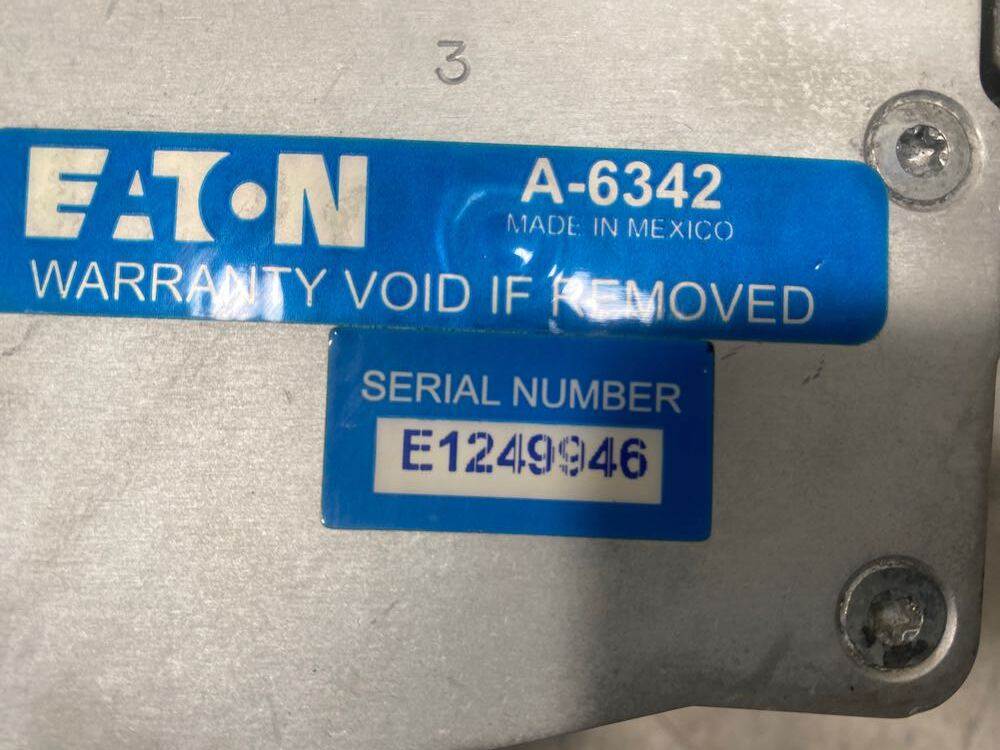 3
EATON
A-6342
MADE IN MEXICO
WARRANTY VOID IF REMOVED
SERIAL NUMBER
E1249946